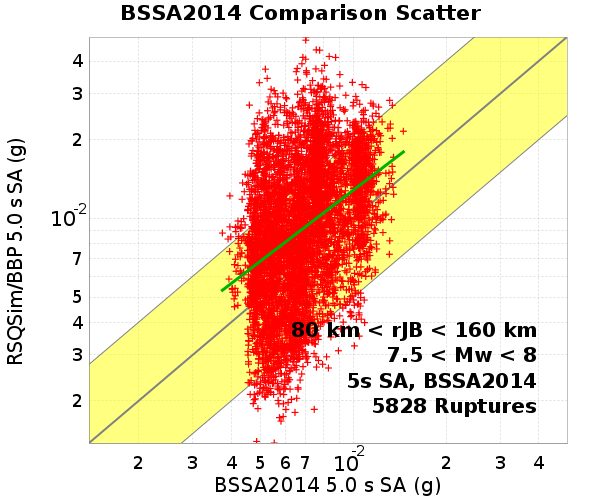 BSSA2014 Comparison Scatter
RSQSim/BBP 5.0 s SA (g)
4
3
2
10-2
7
5
4
3
2
80 km < rJB < 160 km
7.5 < Mw < 8
5s SA, BSSA2014
5828 Ruptures
2 3 4 5 6 7 10-2 2 3 4
BSSA2014 5.0 s SA (g)